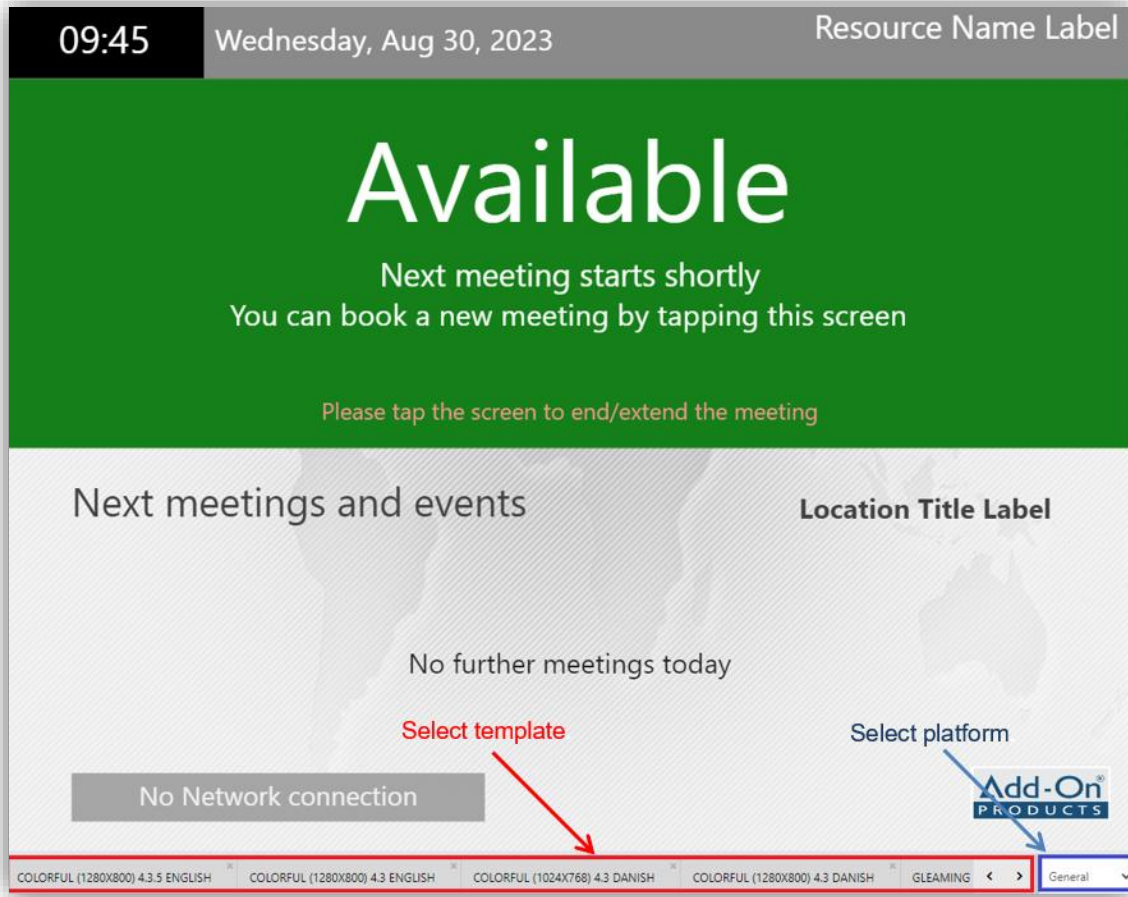 09:45
Wednesday, Aug 30, 2023
Resource Name Label
Available
Next meeting starts shortly
You can book a new meeting by tapping this screen
Please tap the screen to end/extend the meeting
Next meetings and events
Location Title Label
No further meetings today
Select template
Select platform
No Network connection
Add-On®
PRODUCTS
COLORFUL (1280X800) 4.3.5 ENGLISH
COLORFUL (1280X800) 4.3 ENGLISH
COLORFUL (1024X768) 4.3 DANISH
COLORFUL (1280X800) 4.3 DANISH
GLEAMING
General